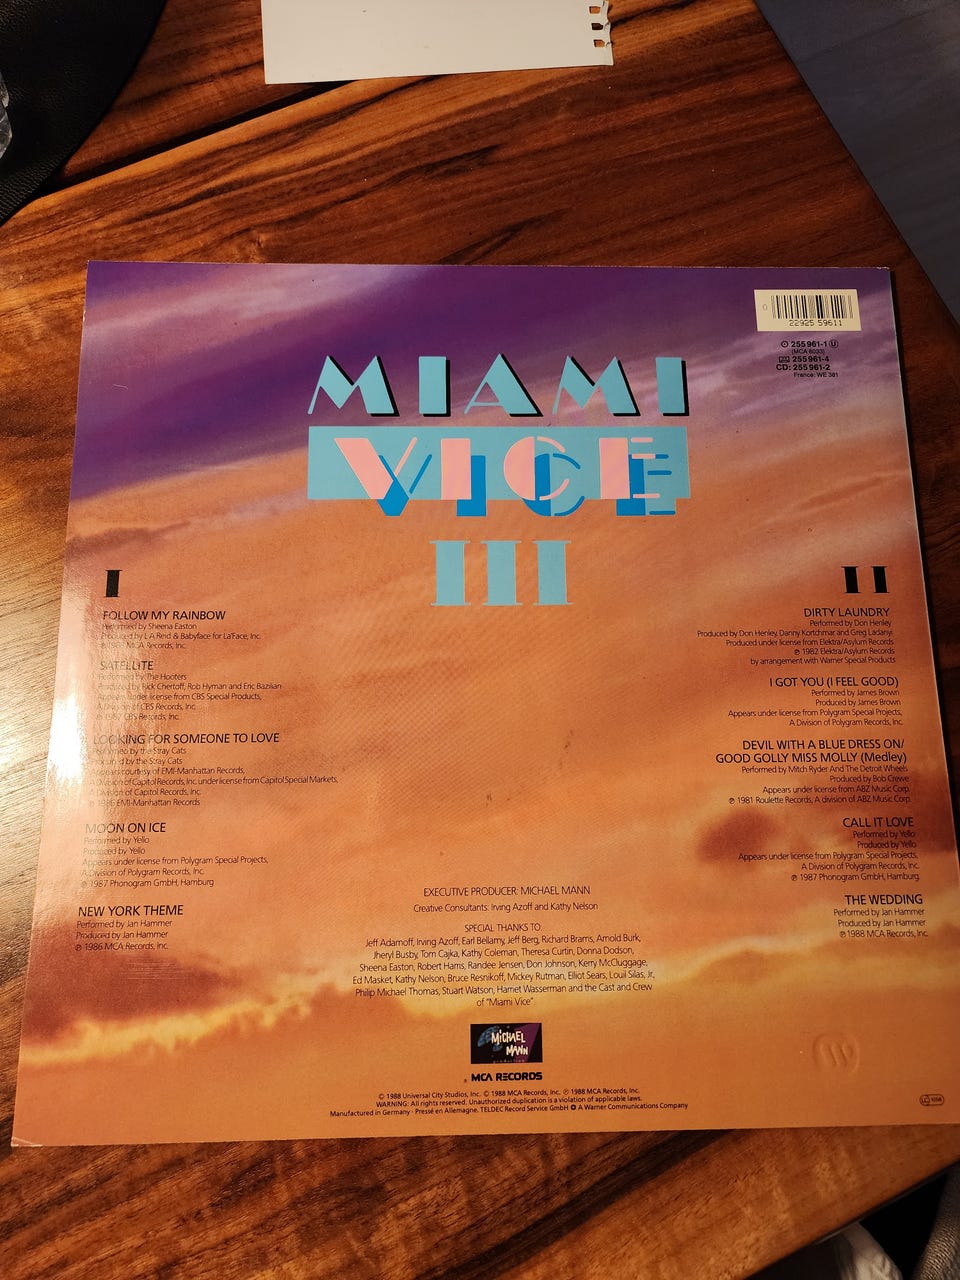 0
22925 59611
255 961-1 U
(MCA 6033)
255 961-4
CD: 255 961-2
France: WE 381
MIAMI
VICE
III
I
FOLLOW MY RAINBOW
Performed by Sheena Easton
Produced by L.A. Reid & Babyface for La'Face, Inc.
MCA Records, Inc.
SATELLITE
Performed by The Hooters
Produced by Rick Chertoff, Rob Hyman and Eric Bazilian
Appears under license from CBS Special Products,
A Division of CBS Records, Inc.
℗ 1987 CBS Records, Inc.
LOOKING FOR SOMEONE TO LOVE
Performed by the Stray Cats
Produced by the Stray Cats
Appears courtesy of EMI-Manhattan Records,
A Division of Capitol Records, Inc. under license from Capitol Special Markets,
A Division of Capitol Records, Inc.
℗ 1986 EMI-Manhattan Records
MOON ON ICE
Performed by Yello
Produced by Yello
Appears under license from Polygram Special Projects,
A Division of Polygram Records, Inc.
℗ 1987 Phonogram GmbH, Hamburg
NEW YORK THEME
Performed by Jan Hammer
Produced by Jan Hammer
℗ 1986 MCA Records, Inc.
II
DIRTY LAUNDRY
Performed by Don Henley
Produced by Don Henley, Danny Kortchmar and Greg Ladanyi
Produced under license from Elektra/Asylum Records
℗ 1982 Elektra/Asylum Records
by arrangement with Warner Special Products
I GOT YOU (I FEEL GOOD)
Performed by James Brown
Produced by James Brown
Appears under license from Polygram Special Projects,
A Division of Polygram Records, Inc.
DEVIL WITH A BLUE DRESS ON/
GOOD GOLLY MISS MOLLY (Medley)
Performed by Mitch Ryder And The Detroit Wheels
Produced by Bob Crewe
Appears under license from ABZ Music Corp.
℗ 1981 Roulette Records, A division of ABZ Music Corp.
CALL IT LOVE
Performed by Yello
Produced by Yello
Appears under license from Polygram Special Projects,
A Division of Polygram Records, Inc.
℗ 1987 Phonogram GmbH, Hamburg.
THE WEDDING
Performed by Jan Hammer
Produced by Jan Hammer
℗ 1988 MCA Records, Inc.
EXECUTIVE PRODUCER: MICHAEL MANN
Creative Consultants: Irving Azoff and Kathy Nelson
SPECIAL THANKS TO:
Jeff Adamoff, Irving Azoff, Earl Bellamy, Jeff Berg, Richard Brams, Arnold Burk,
Jheryl Busby, Tom Cajka, Kathy Coleman, Theresa Curtin, Donna Dodson,
Sheena Easton, Robert Harris, Randee Jensen, Don Johnson, Kerry McCluggage,
Ed Masket, Kathy Nelson, Bruce Resnikoff, Mickey Rutman, Elliot Sears, Louil Silas, Jr.,
Philip Michael Thomas, Stuart Watson, Harriet Wasserman and the Cast and Crew
of "Miami Vice"
MICHAEL
MANN
productions
MCA RECORDS
© 1988 Universal City Studios, Inc. © 1988 MCA Records, Inc. ℗ 1988 MCA Records, Inc.
WARNING: All rights reserved. Unauthorized duplication is a violation of applicable laws.
Manufactured in Germany · Pressé en Allemagne. TELDEC Record Service GmbH A Warner Communications Company